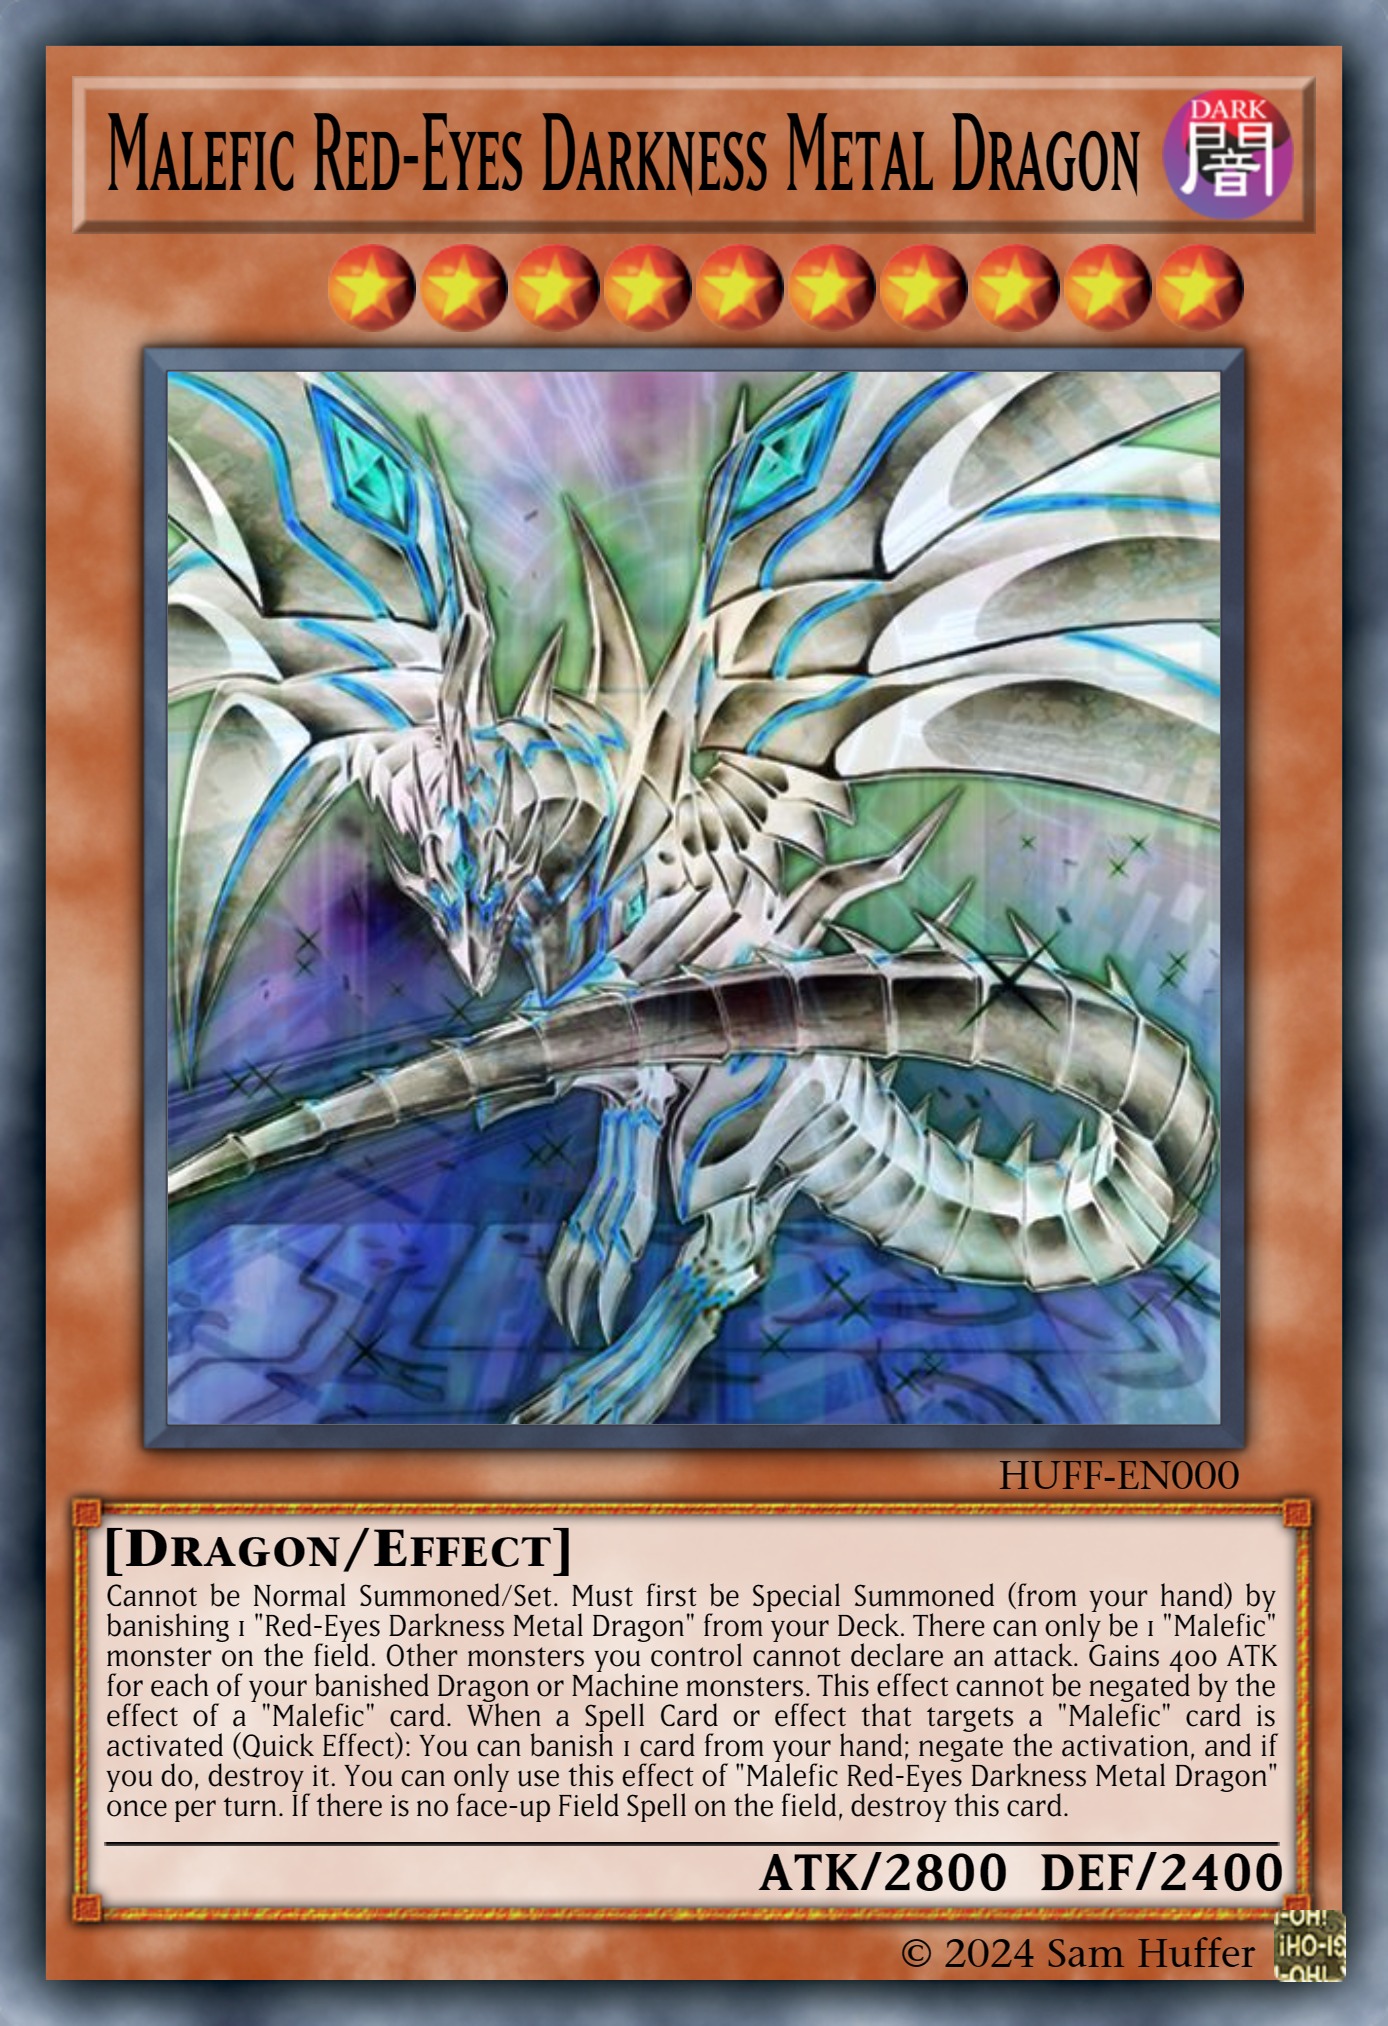 Malefic Red-Eyes Darkness Metal Dragon
DARK
闇
HUFF-EN000
[Dragon/Effect]
Cannot be Normal Summoned/Set. Must first be Special Summoned (from your hand) by
banishing 1 "Red-Eyes Darkness Metal Dragon" from your Deck. There can only be 1 "Malefic"
monster on the field. Other monsters you control cannot declare an attack. Gains 400 ATK
for each of your banished Dragon or Machine monsters. This effect cannot be negated by the
effect of a "Malefic" card. When a Spell Card or effect that targets a "Malefic" card is
activated (Quick Effect): You can banish 1 card from your hand; negate the activation, and if
you do, destroy it. You can only use this effect of "Malefic Red-Eyes Darkness Metal Dragon"
once per turn. If there is no face-up Field Spell on the field, destroy this card.
ATK/2800 DEF/2400
© 2024 Sam Huffer